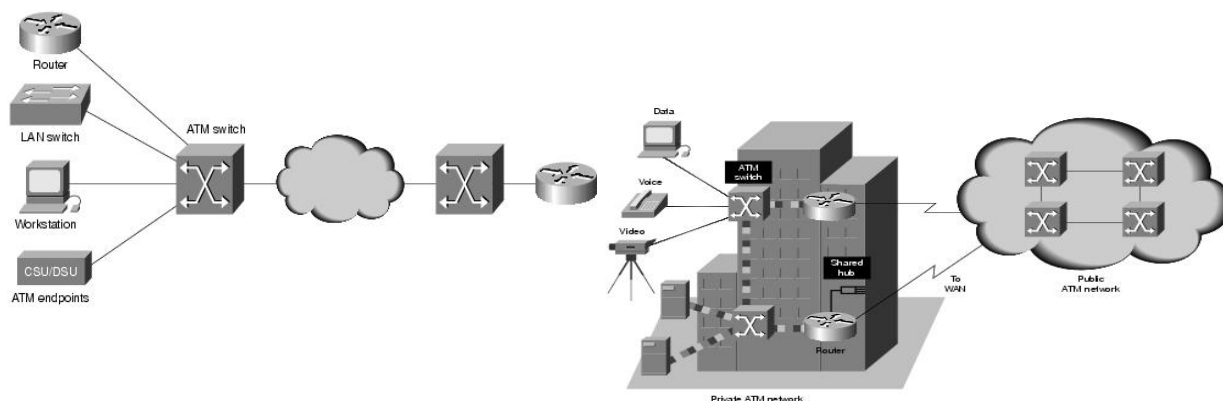 Router
LAN switch
ATM switch
Workstation
CSU/DSU
ATM endpoints
Data
Voice
Video
ATM
switch
Shared
hub
Router
To
WAN
Public
ATM network
Private ATM network